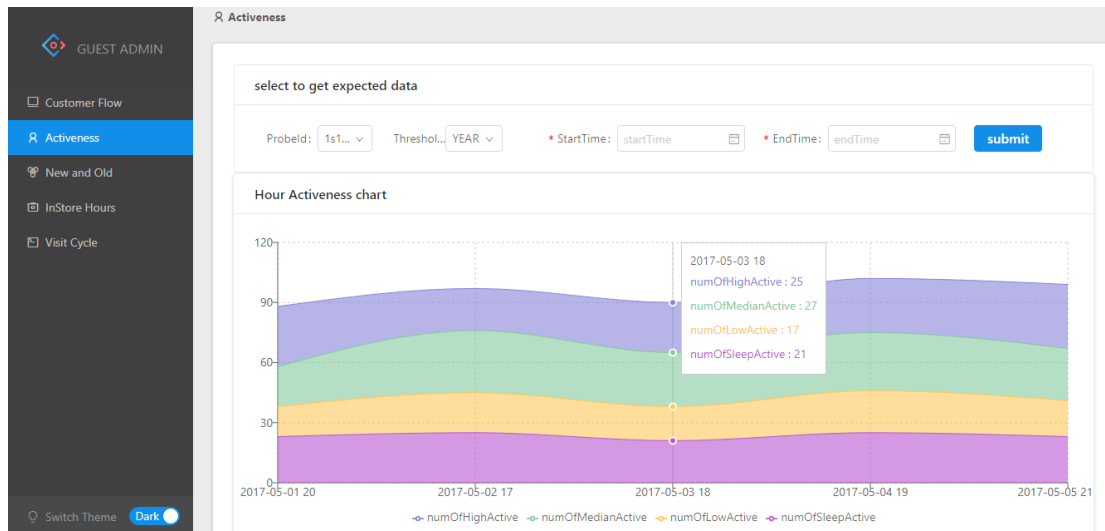 Activeness
GUEST ADMIN
Customer Flow
Activeness
New and Old
InStore Hours
Visit Cycle
Switch Theme Dark
select to get expected data
ProbeId: 1s1... Threshol... YEAR * StartTime: startTime * EndTime: endTime submit
Hour Activeness chart
120
90
60
30
0
2017-05-03 18
numOfHighActive : 25
numOfMedianActive : 27
numOfLowActive : 17
numOfSleepActive : 21
2017-05-01 20 2017-05-02 17 2017-05-03 18 2017-05-04 19 2017-05-05 21
numOfHighActive numOfMedianActive numOfLowActive numOfSleepActive